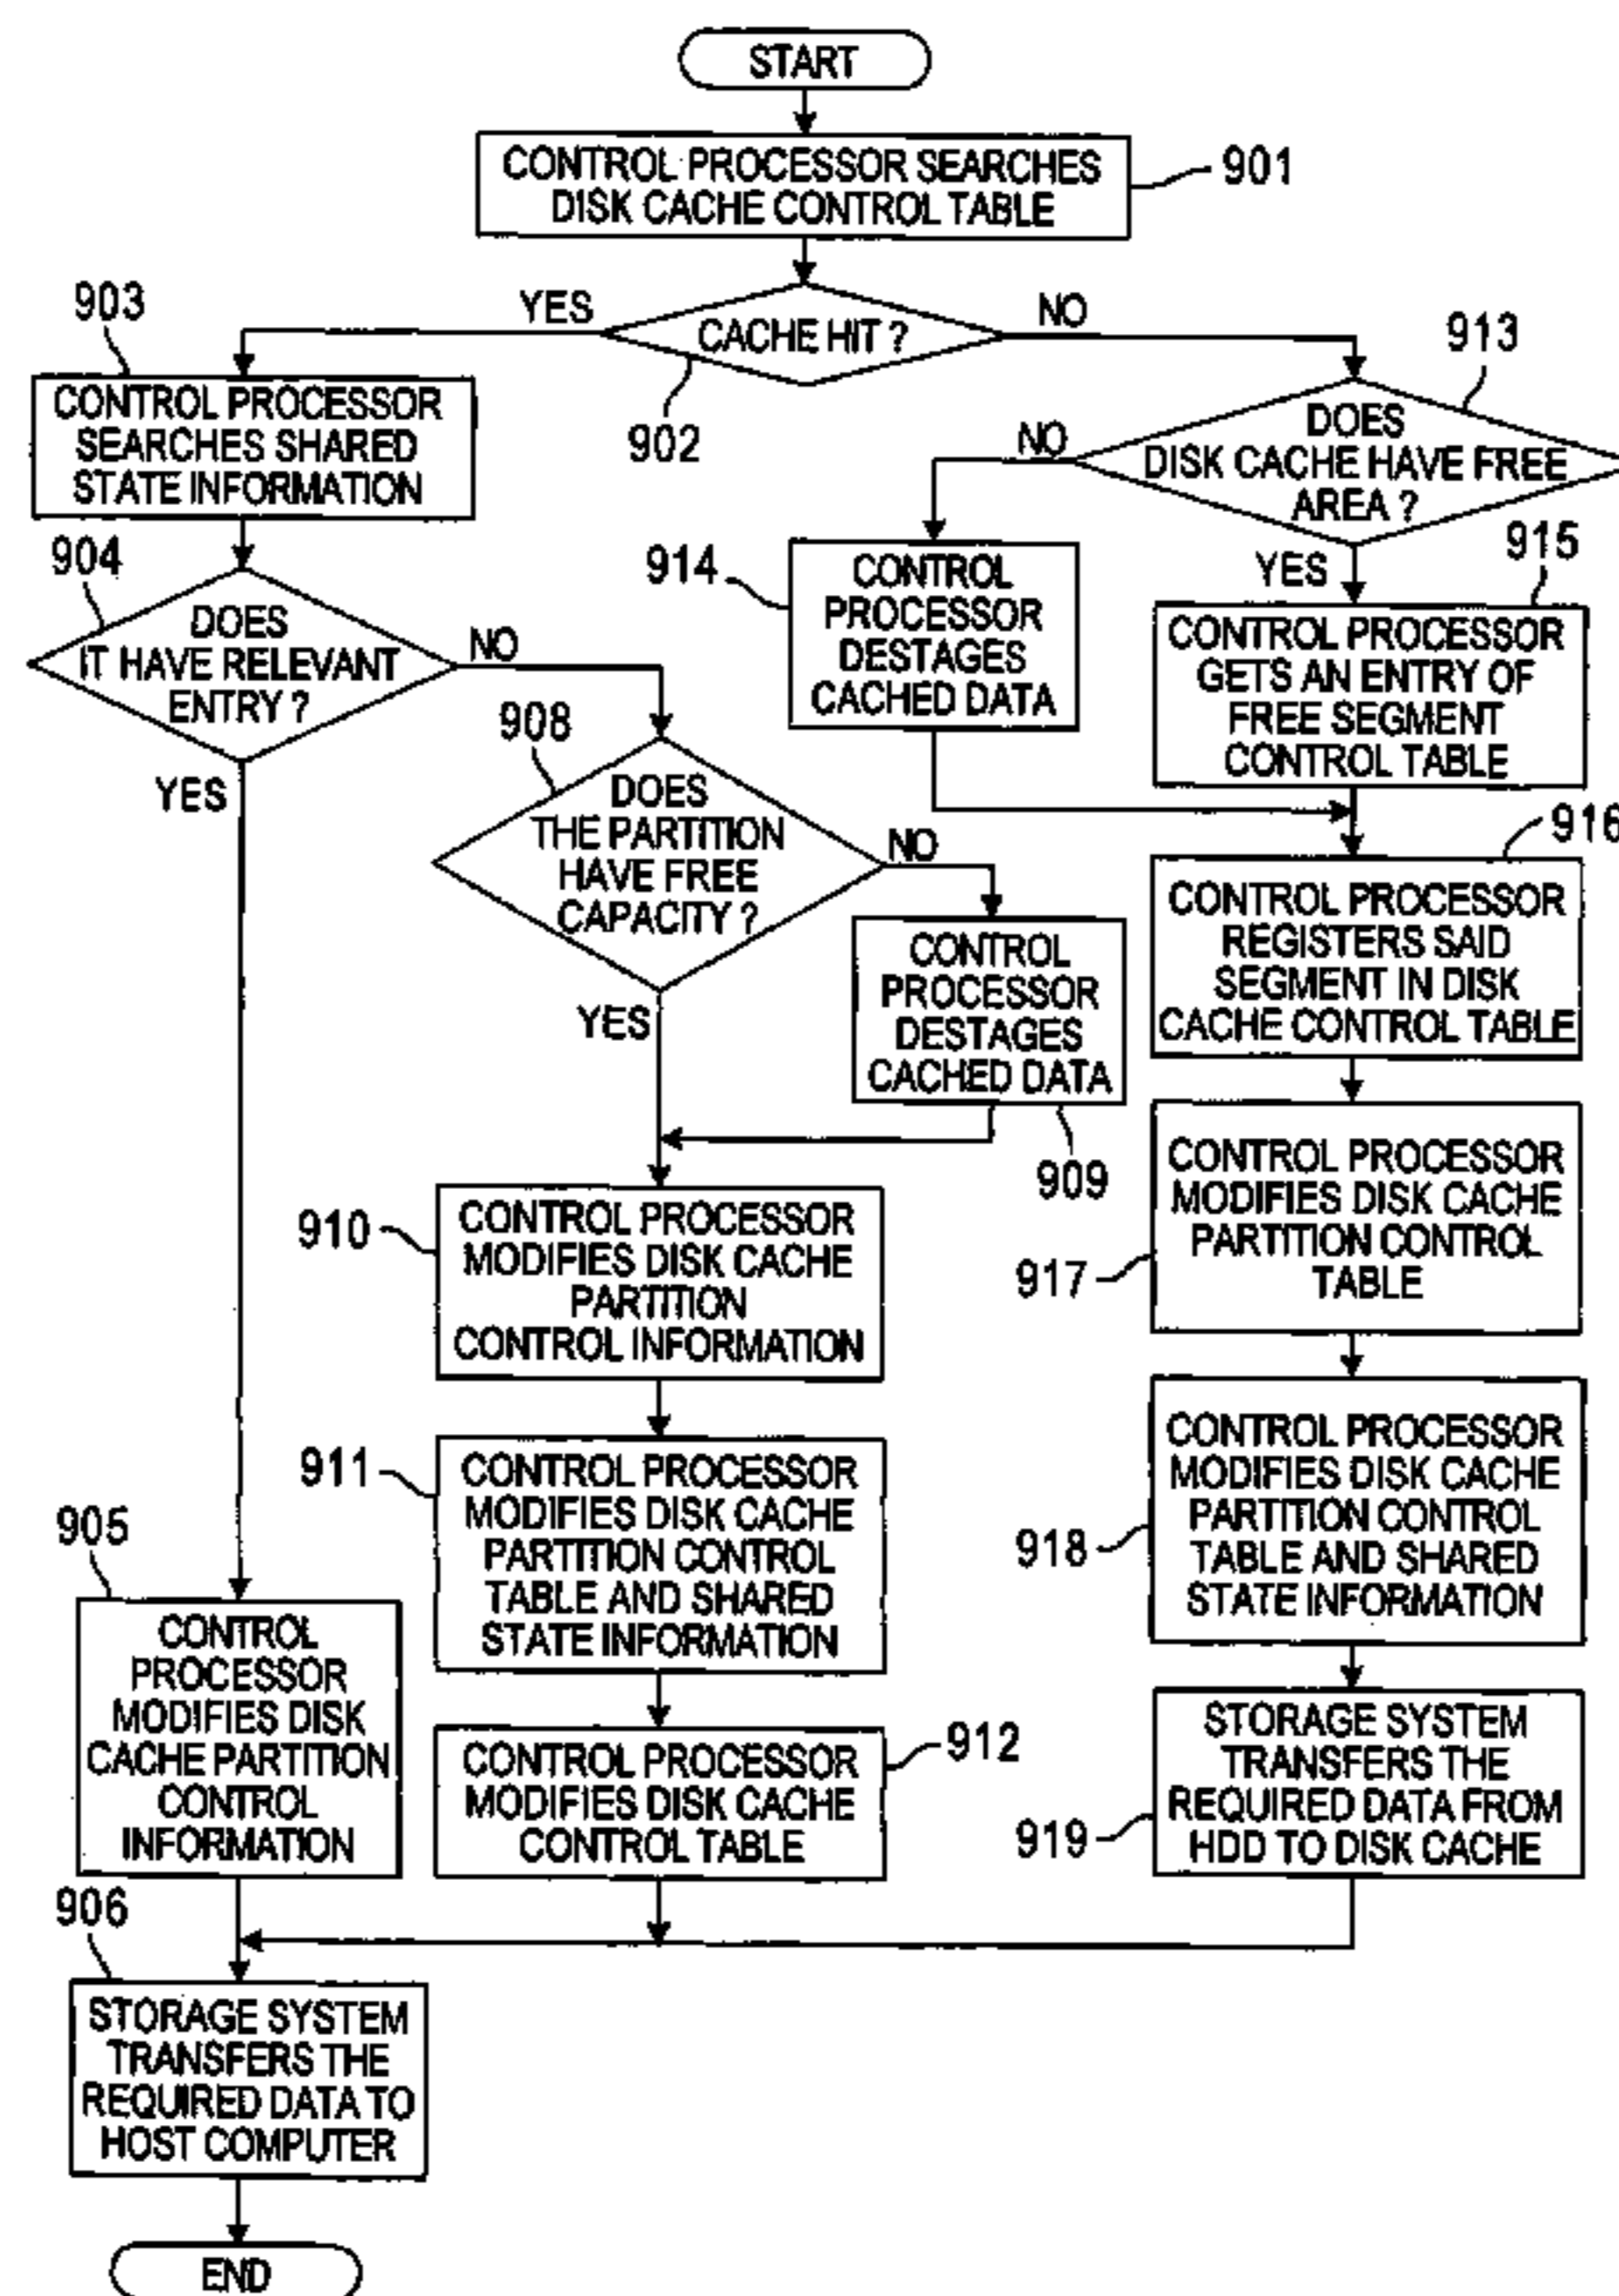 START
CONTROL PROCESSOR SEARCHES
DISK CACHE CONTROL TABLE
901
CACHE HIT ?
YES
NO
902
903
CONTROL PROCESSOR
SEARCHES SHARED
STATE INFORMATION
904
DOES
IT HAVE RELEVANT
ENTRY ?
NO
YES
908
DOES
THE PARTITION
HAVE FREE
CAPACITY ?
NO
YES
CONTROL
PROCESSOR
DESTAGES
CACHED DATA
909
910
CONTROL PROCESSOR
MODIFIES DISK CACHE
PARTITION
CONTROL INFORMATION
911
CONTROL PROCESSOR
MODIFIES DISK CACHE
PARTITION CONTROL
TABLE AND SHARED
STATE INFORMATION
912
CONTROL PROCESSOR
MODIFIES DISK CACHE
CONTROL TABLE
913
DOES
DISK CACHE HAVE FREE
AREA ?
NO
YES
914
CONTROL
PROCESSOR
DESTAGES
CACHED DATA
915
CONTROL PROCESSOR
GETS AN ENTRY OF
FREE SEGMENT
CONTROL TABLE
916
CONTROL PROCESSOR
REGISTERS SAID
SEGMENT IN DISK
CACHE CONTROL TABLE
917
CONTROL PROCESSOR
MODIFIES DISK CACHE
PARTITION CONTROL
TABLE
918
CONTROL PROCESSOR
MODIFIES DISK CACHE
PARTITION CONTROL
TABLE AND SHARED
STATE INFORMATION
919
STORAGE SYSTEM
TRANSFERS THE
REQUIRED DATA FROM
HDD TO DISK CACHE
905
CONTROL
PROCESSOR
MODIFIES DISK
CACHE PARTITION
CONTROL
INFORMATION
906
STORAGE SYSTEM
TRANSFERS THE
REQUIRED DATA TO
HOST COMPUTER
END